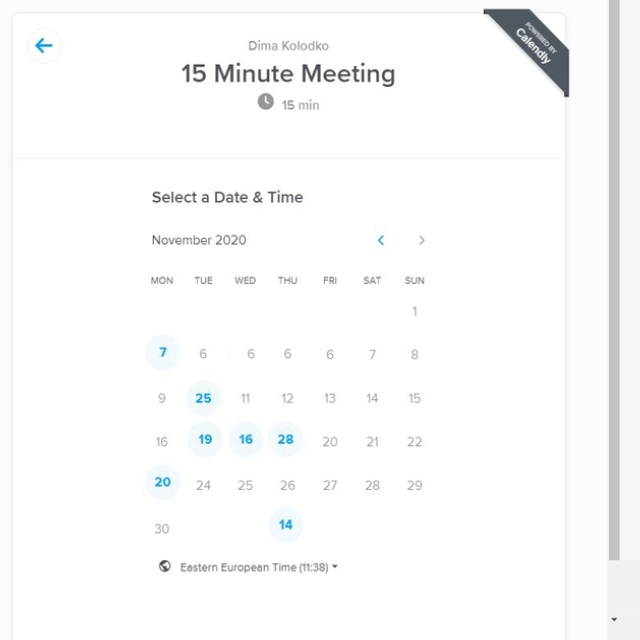 POWERED BY
Calendly
Dima Kolodko
15 Minute Meeting
15 min
Select a Date & Time
November 2020
MON TUE WED THU FRI SAT SUN
1
7 6 6 6 6 7 8
9 25 11 12 13 14 15
16 19 16 28 20 21 22
20 24 25 26 27 28 29
30 14
Eastern European Time (11:38)